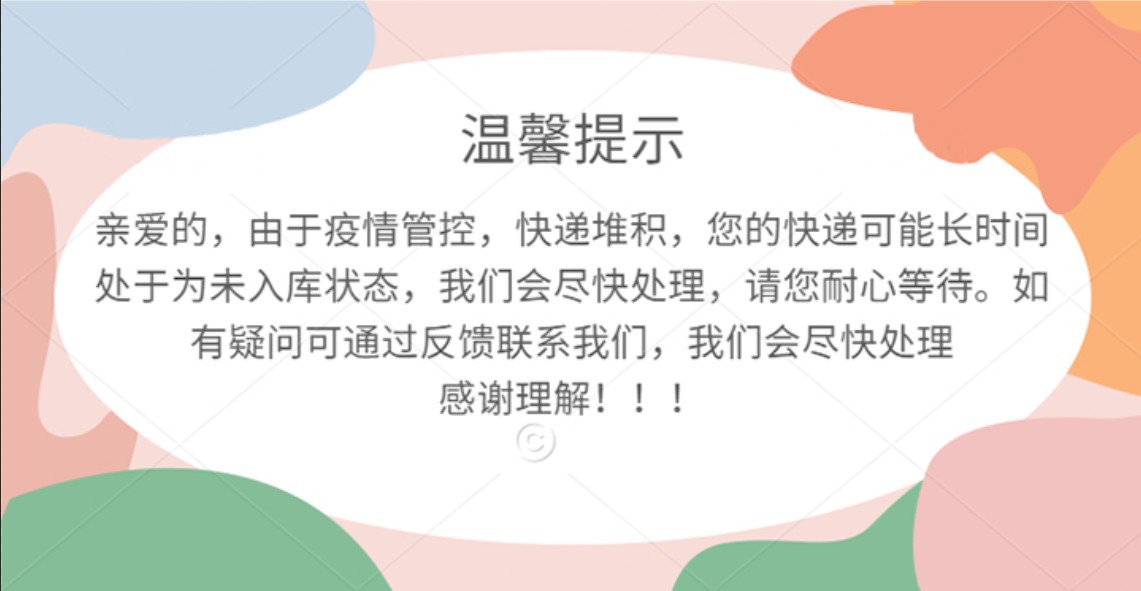 温馨提示
亲爱的，由于疫情管控，快递堆积，您的快递可能长时间
处于为未入库状态，我们会尽快处理，请您耐心等待。如
有疑问可通过反馈联系我们，我们会尽快处理
感谢理解！！！
©